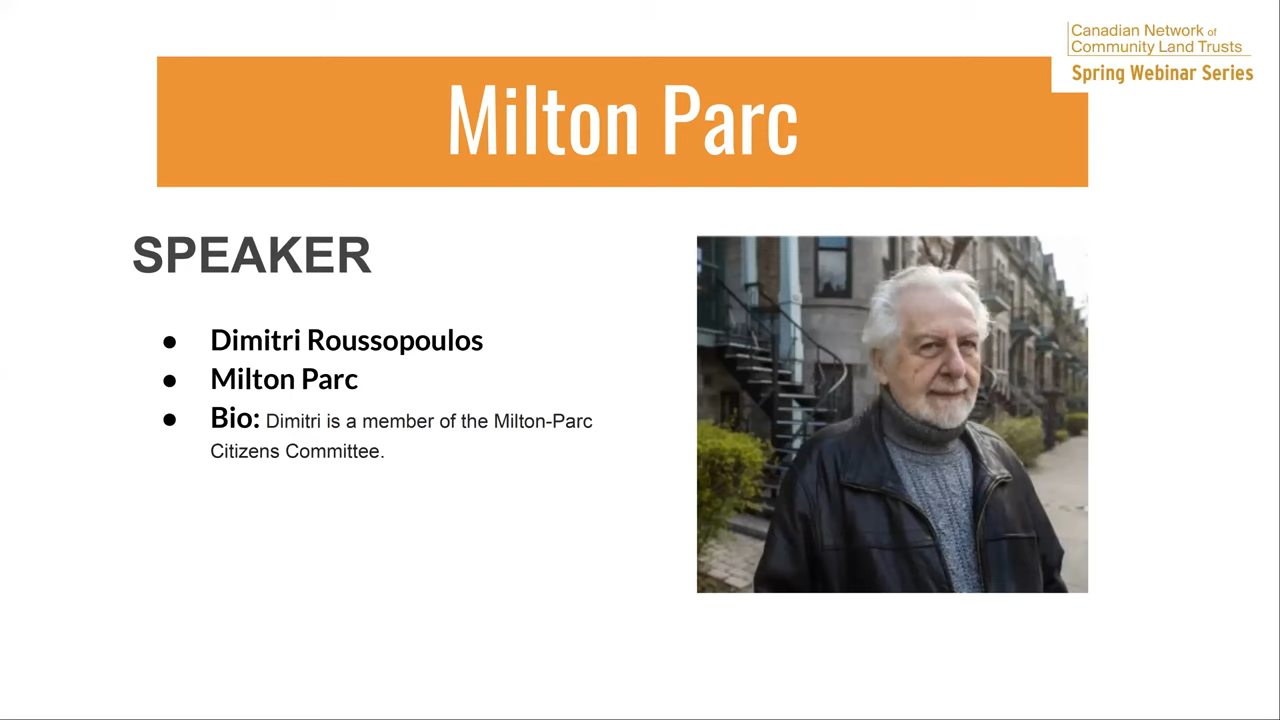 Canadian Network of
Community Land Trusts
Spring Webinar Series
Milton Parc
SPEAKER
● Dimitri Roussopoulos
● Milton Parc
● Bio: Dimitri is a member of the Milton-Parc
Citizens Committee.